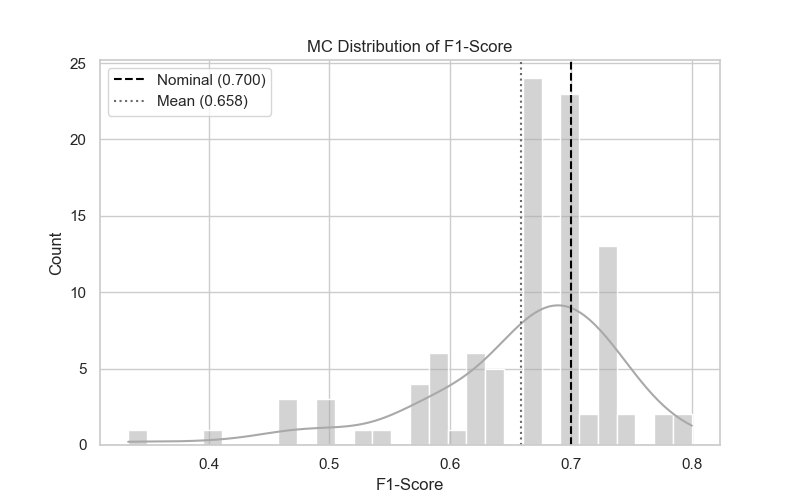 MC Distribution of F1-Score
Nominal (0.700)
Mean (0.658)
25
20
15
10
5
0
Count
0.4 0.5 0.6 0.7 0.8
F1-Score